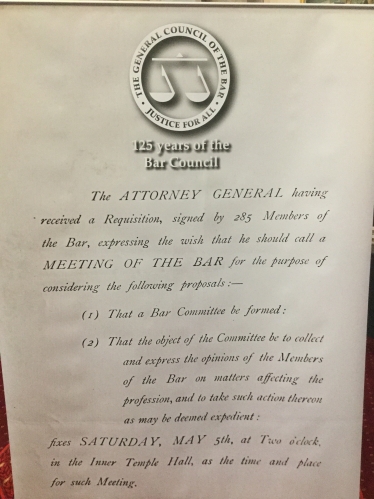 THE GENERAL COUNCIL OF THE BAR
· JUSTICE FOR ALL ·
125 years of the
Bar Council
The ATTORNEY GENERAL having
received a Requisition, signed by 285 Members of
the Bar, expressing the wish that he should call a
MEETING OF THE BAR for the purpose of
considering the following proposals:—
(1) That a Bar Committee be formed:
(2) That the object of the Committee be to collect
and express the opinions of the Members
of the Bar on matters affecting the
profession, and to take such action thereon
as may be deemed expedient:
fixes SATURDAY, MAY 5th, at Two o'clock,
in the Inner Temple Hall, as the time and place
for such Meeting.